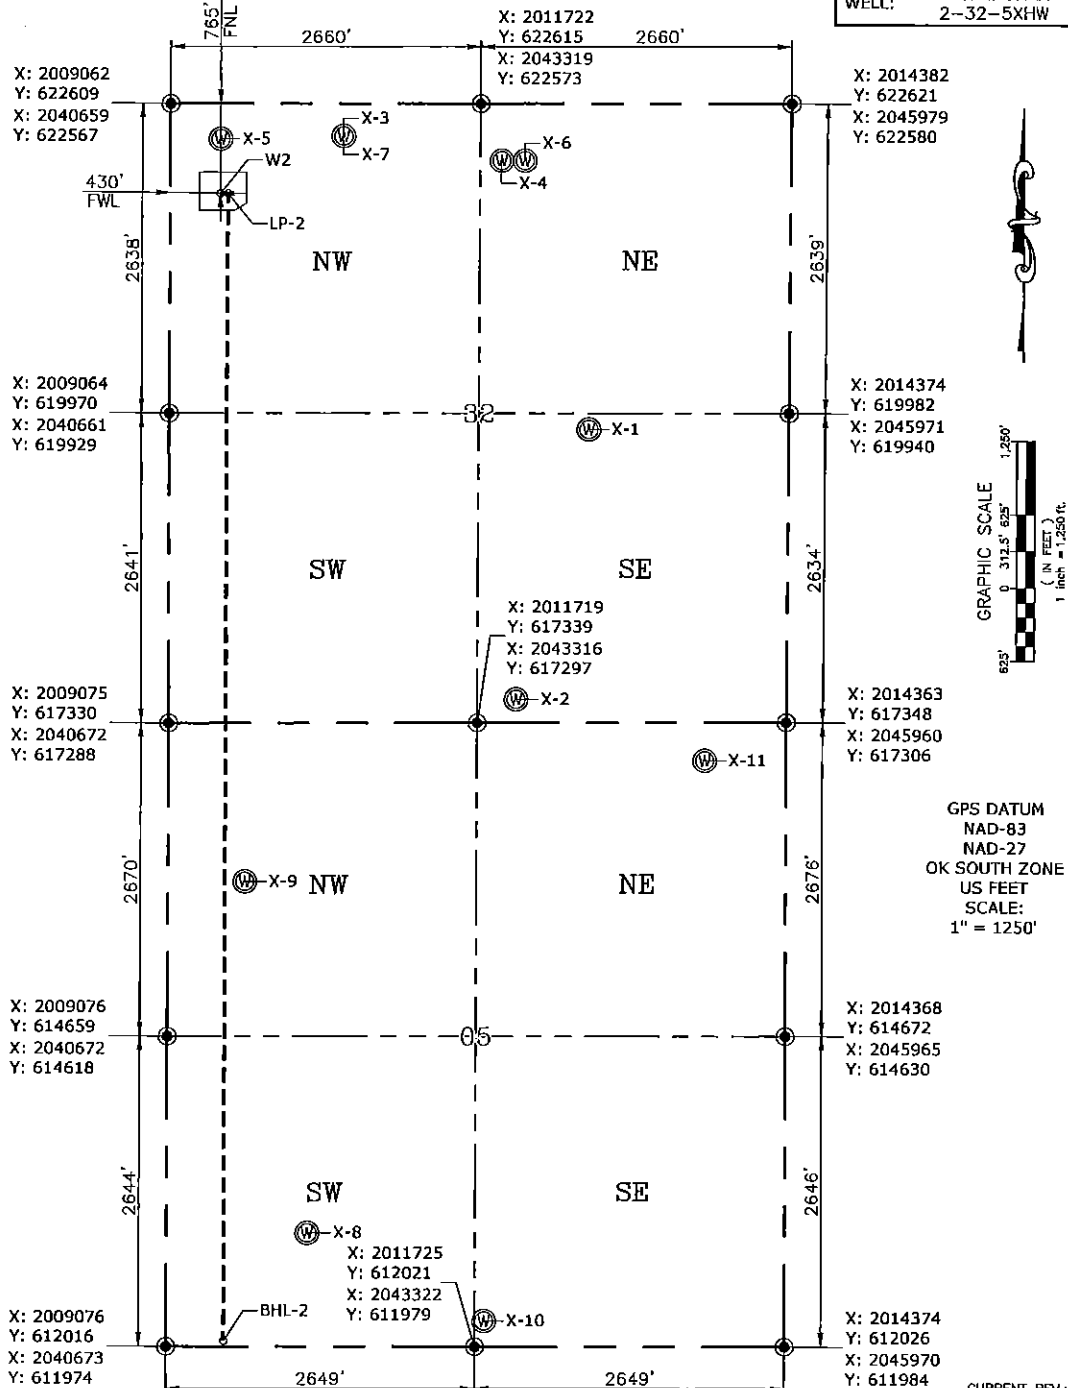 WELL:
2-32-5XHW
765'
FNL
2660'
2660'
X: 2011722
Y: 622615
X: 2043319
Y: 622573
X: 2009062
Y: 622609
X: 2040659
Y: 622567
X: 2014382
Y: 622621
X: 2045979
Y: 622580
W X-5
W X-3
X-7
W W X-6
X-4
W2
430'
FWL
LP-2
2638'
NW
NE
2639'
X: 2009064
Y: 619970
X: 2040661
Y: 619929
32
X: 2014374
Y: 619982
X: 2045971
Y: 619940
W X-1
2641'
SW
SE
2634'
GRAPHIC SCALE
1,250'
625'
312.5'
0
625'
( IN FEET )
1 inch = 1,250 ft.
X: 2011719
Y: 617339
X: 2043316
Y: 617297
W X-2
X: 2009075
Y: 617330
X: 2040672
Y: 617288
X: 2014363
Y: 617348
X: 2045960
Y: 617306
W X-11
GPS DATUM
NAD-83
NAD-27
OK SOUTH ZONE
US FEET
SCALE:
1" = 1250'
2670'
W X-9
NW
NE
2676'
X: 2009076
Y: 614659
X: 2040672
Y: 614618
05
X: 2014368
Y: 614672
X: 2045965
Y: 614630
2644'
SW
SE
2646'
W X-8
X: 2011725
Y: 612021
X: 2043322
Y: 611979
W X-10
BHL-2
X: 2009076
Y: 612016
X: 2040673
Y: 611974
X: 2014374
Y: 612026
X: 2045970
Y: 611984
2649'
2649'